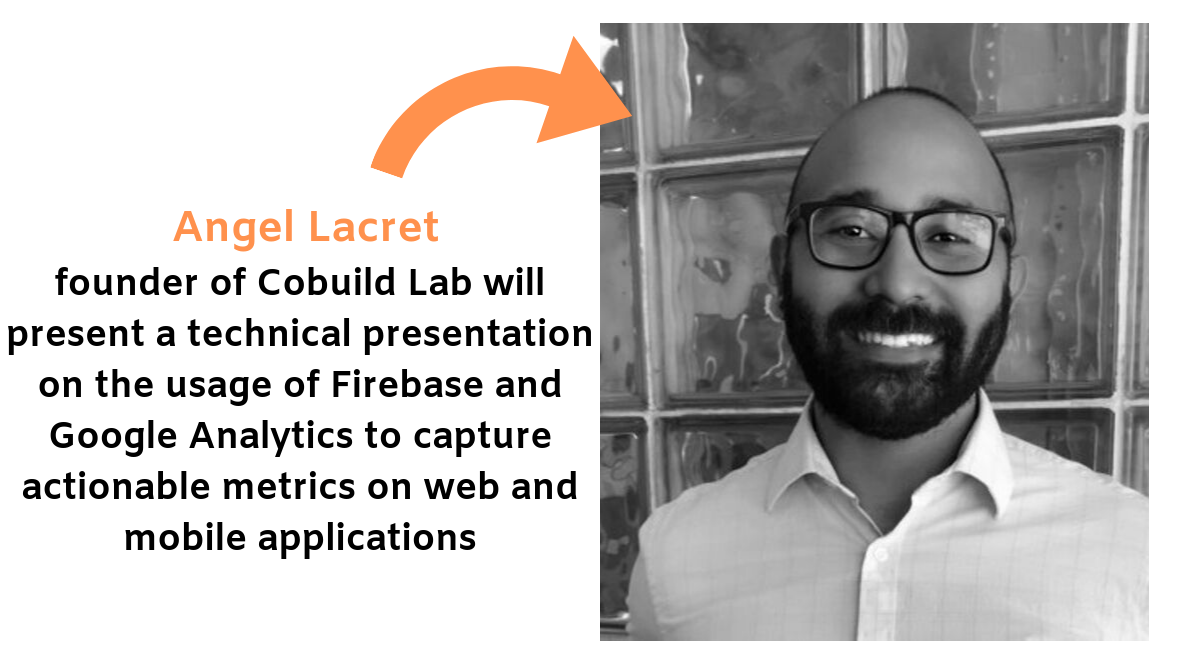 Angel Lacret
founder of Cobuild Lab will
present a technical presentation
on the usage of Firebase and
Google Analytics to capture
actionable metrics on web and
mobile applications